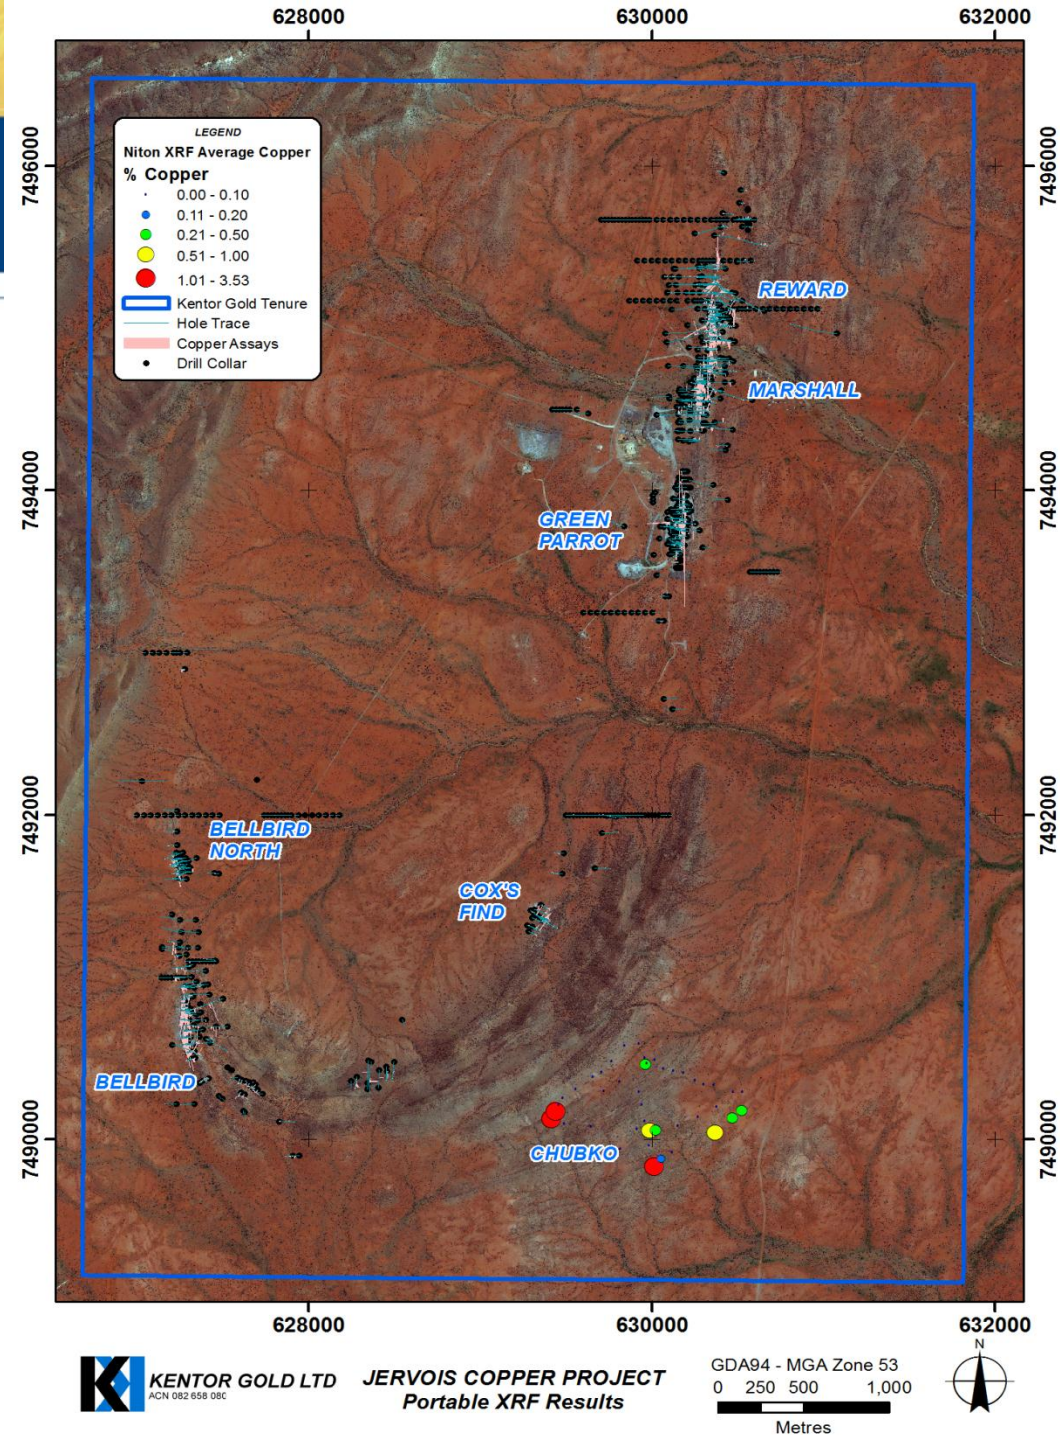 628000
630000
632000
7496000
7496000
LEGEND
Niton XRF Average Copper
% Copper
0.00 - 0.10
0.11 - 0.20
0.21 - 0.50
0.51 - 1.00
1.01 - 3.53
Kentor Gold Tenure
Hole Trace
Copper Assays
Drill Collar
REWARD
MARSHALL
7494000
7494000
GREEN
PARROT
7492000
7492000
BELLBIRD
NORTH
COX'S
FIND
BELLBIRD
7490000
7490000
CHUBKO
628000
630000
632000
KENTOR GOLD LTD
ACN 082 658 080
JERVOIS COPPER PROJECT
Portable XRF Results
GDA94 - MGA Zone 53
0 250 500 1,000
Metres
N